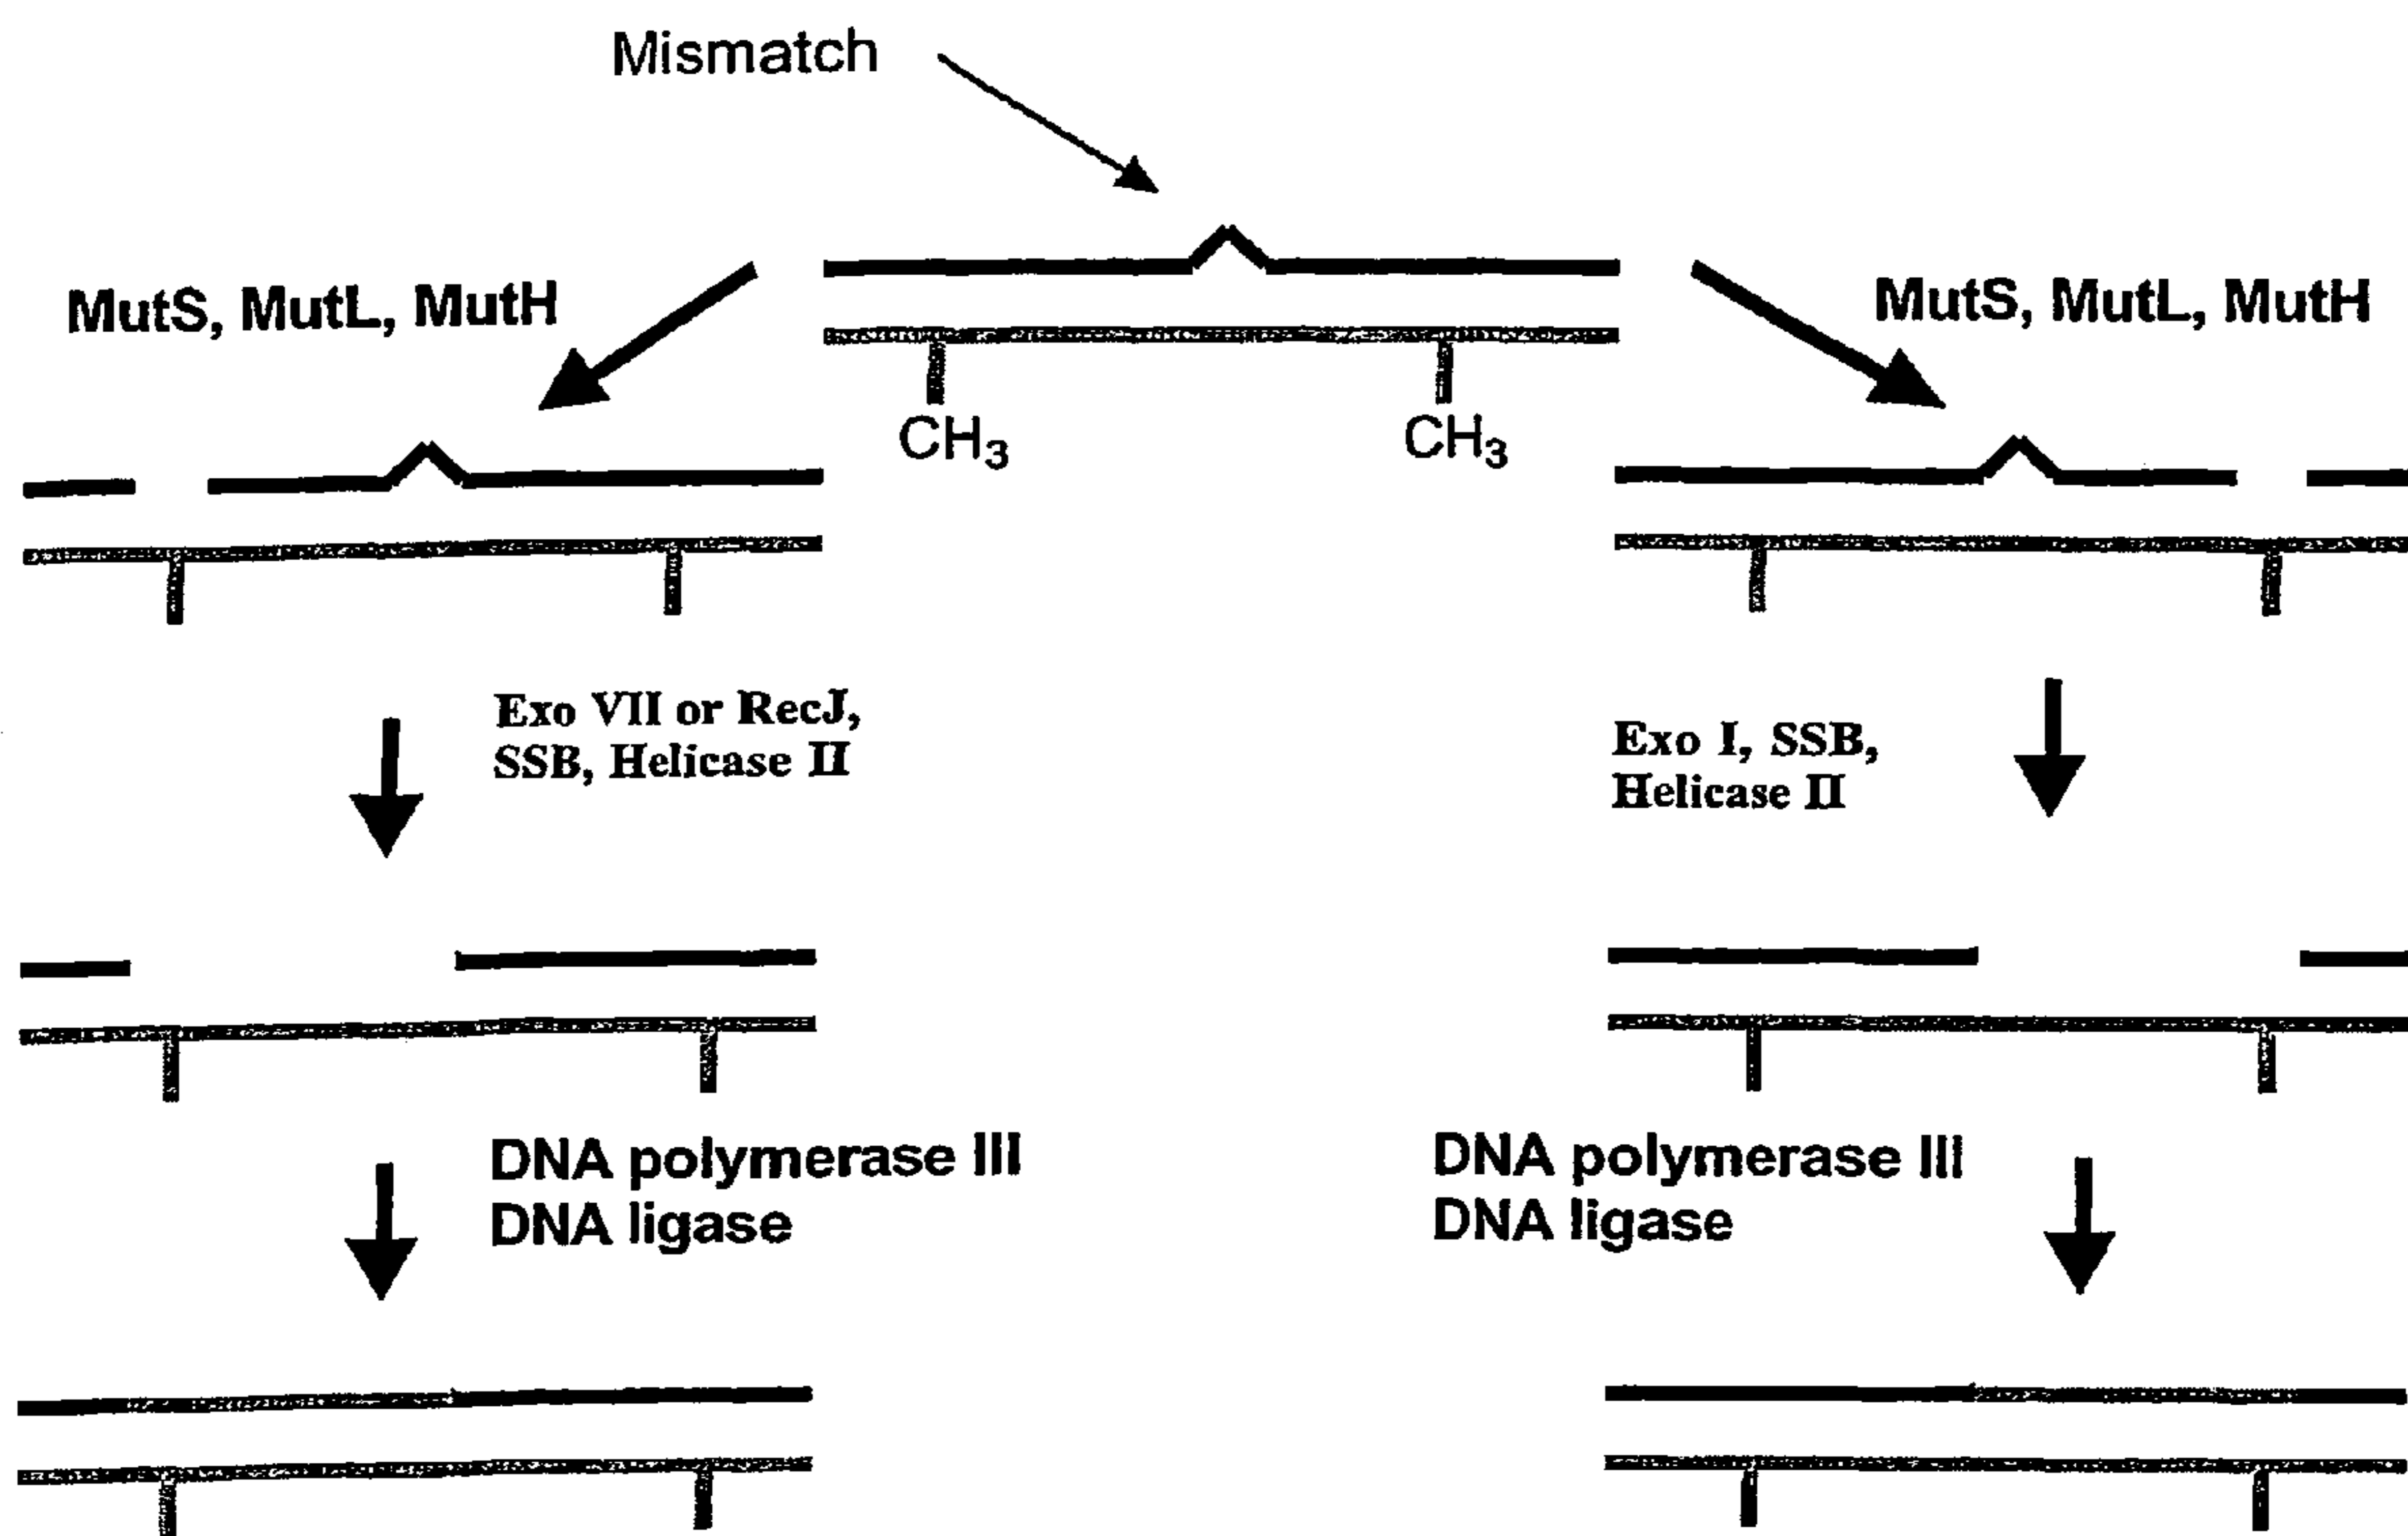 Mismatch
MutS, MutL, MutH
MutS, MutL, MutH
CH₃
CH₃
Exo VII or RecJ,
SSB, Helicase II
Exo I, SSB,
Helicase II
DNA polymerase III
DNA ligase
DNA polymerase III
DNA ligase